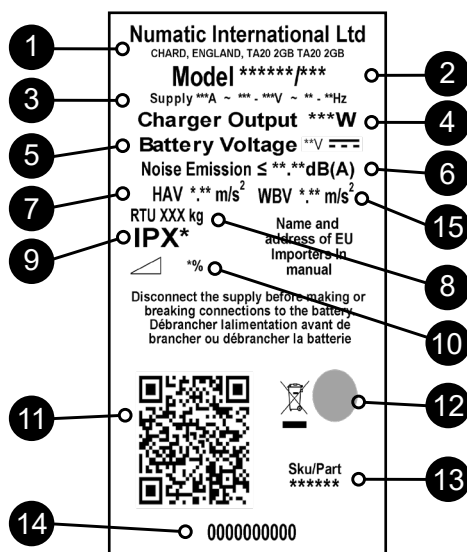 Numatic International Ltd
CHARD, ENGLAND, TA20 2GB TA20 2GB
Model ******/***
Supply ***A ~ *** - ***V ~ ** - **Hz
Charger Output ***W
Battery Voltage **V
Noise Emission ≤ **.**dB(A)
HAV *.** m/s² WBV *.** m/s²
RTU XXX kg
IPX*
Name and
address of EU
Importers In
manual
*%
Disconnect the supply before making or
breaking connections to the battery
Débrancher lalimentation avant de
brancher ou débrancher la batterie
Sku/Part
******
0000000000
1
2
3
4
5
6
7
15
8
9
10
11
12
13
14